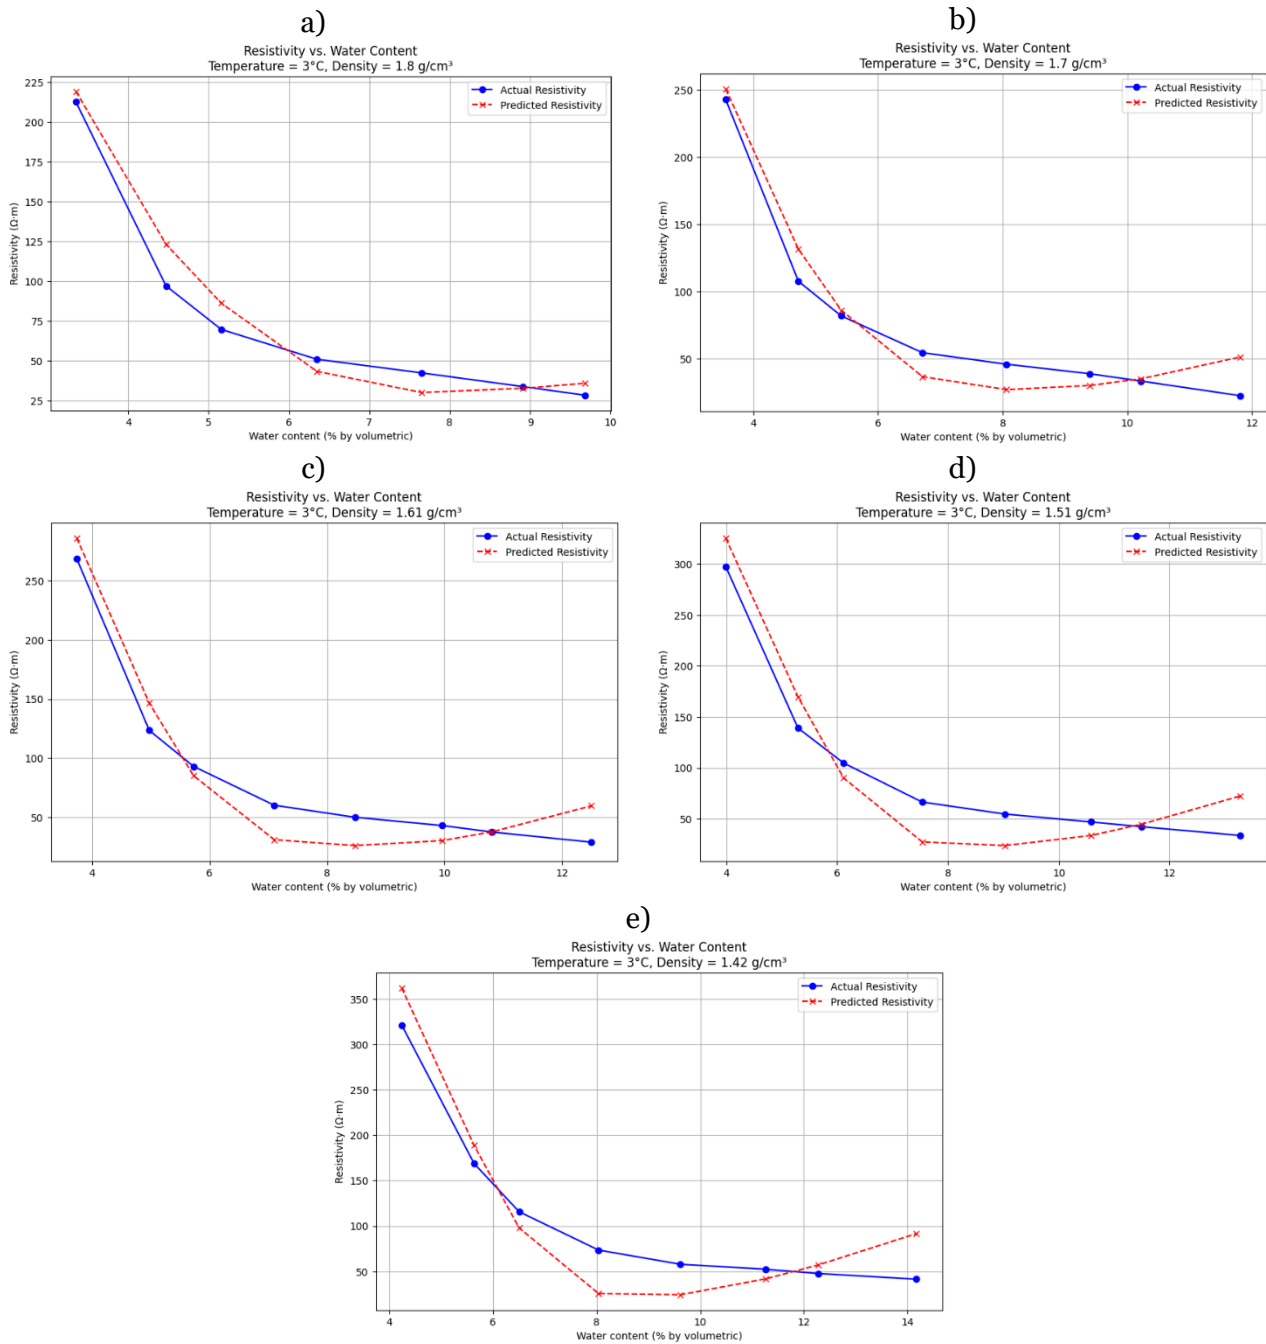 a)
Resistivity vs. Water Content
Temperature = 3°C, Density = 1.8 g/cm³
Actual Resistivity
Predicted Resistivity
225
200
175
150
125
100
75
50
25
Resistivity (Ω·m)
4 5 6 7 8 9 10
Water content (% by volumetric)
b)
Resistivity vs. Water Content
Temperature = 3°C, Density = 1.7 g/cm³
Actual Resistivity
Predicted Resistivity
250
200
150
100
50
Resistivity (Ω·m)
4 6 8 10 12
Water content (% by volumetric)
c)
Resistivity vs. Water Content
Temperature = 3°C, Density = 1.61 g/cm³
Actual Resistivity
Predicted Resistivity
250
200
150
100
50
Resistivity (Ω·m)
4 6 8 10 12
Water content (% by volumetric)
d)
Resistivity vs. Water Content
Temperature = 3°C, Density = 1.51 g/cm³
Actual Resistivity
Predicted Resistivity
300
250
200
150
100
50
Resistivity (Ω·m)
4 6 8 10 12
Water content (% by volumetric)
e)
Resistivity vs. Water Content
Temperature = 3°C, Density = 1.42 g/cm³
Actual Resistivity
Predicted Resistivity
350
300
250
200
150
100
50
Resistivity (Ω·m)
4 6 8 10 12 14
Water content (% by volumetric)